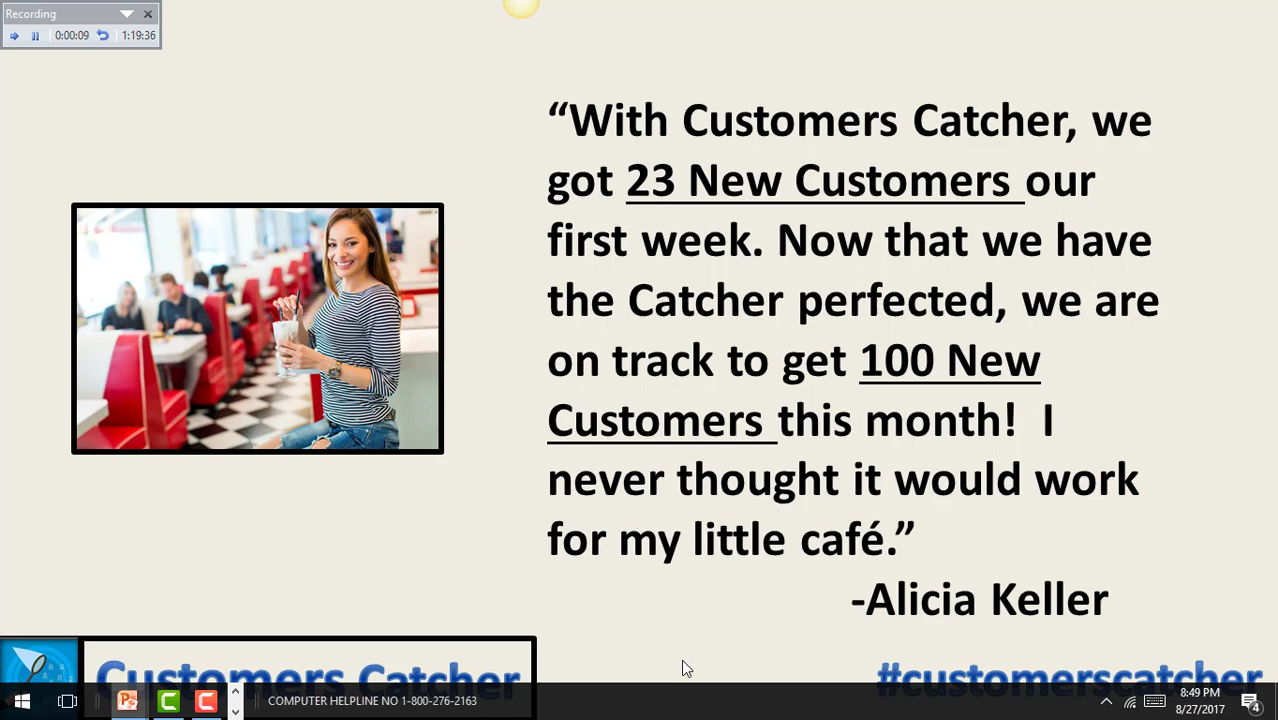 Recording
0:00:09 1:19:36
“With Customers Catcher, we
got 23 New Customers our
first week. Now that we have
the Catcher perfected, we are
on track to get 100 New
Customers this month!  I
never thought it would work
for my little café.”
-Alicia Keller
Customers Catcher
#customerscatcher
COMPUTER HELPLINE NO 1-800-276-2163
8:49 PM
8/27/2017
4